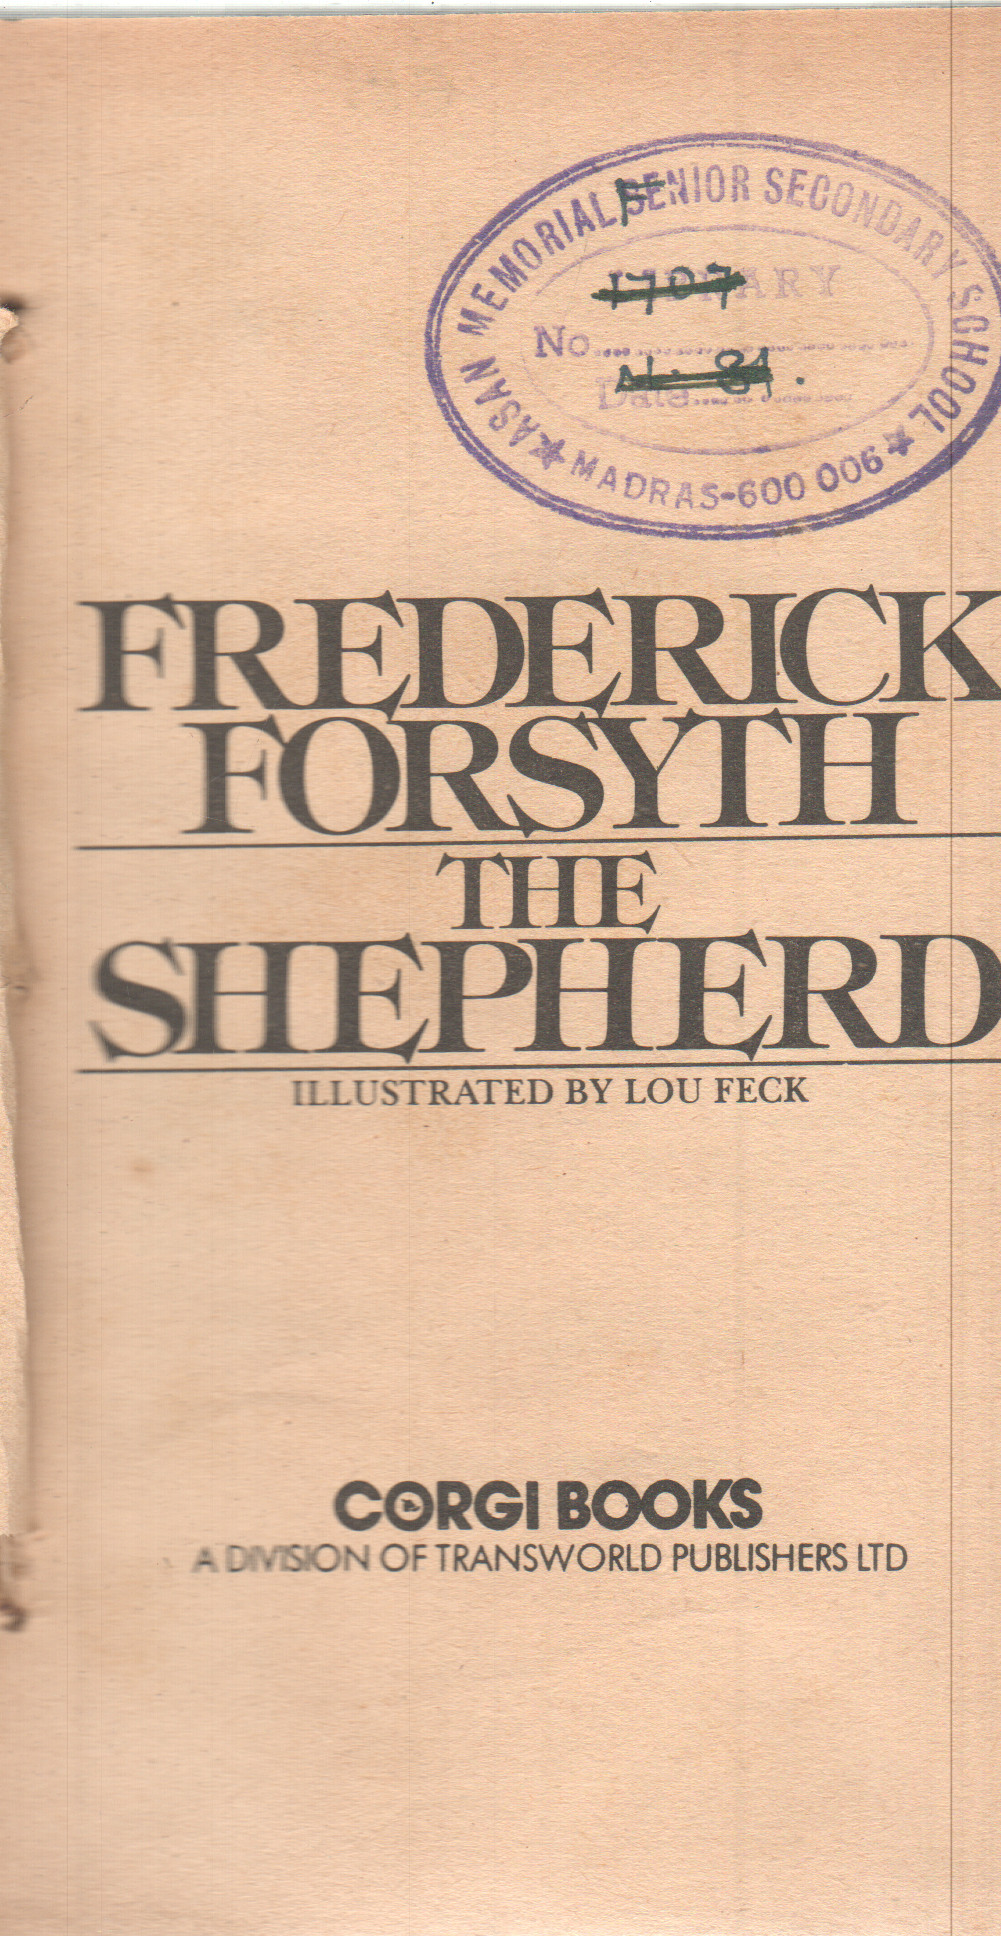 ASAN MEMORIAL SENIOR SECONDARY SCHOOL
F
LIBRARY
1707
No
Date
MADRAS-600 006
FREDERICK
FORSYTH
THE
SHEPHERD
ILLUSTRATED BY LOU FECK
CORGI BOOKS
A DIVISION OF TRANSWORLD PUBLISHERS LTD